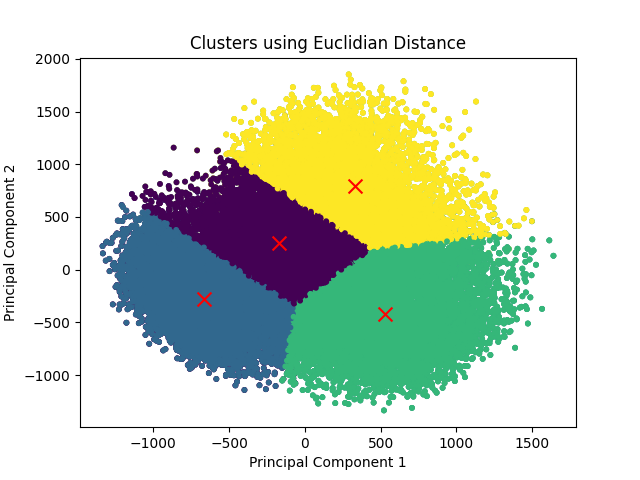 Clusters using Euclidian Distance
2000
1500
1000
500
0
−500
−1000
Principal Component 2
−1000 −500 0 500 1000 1500
Principal Component 1